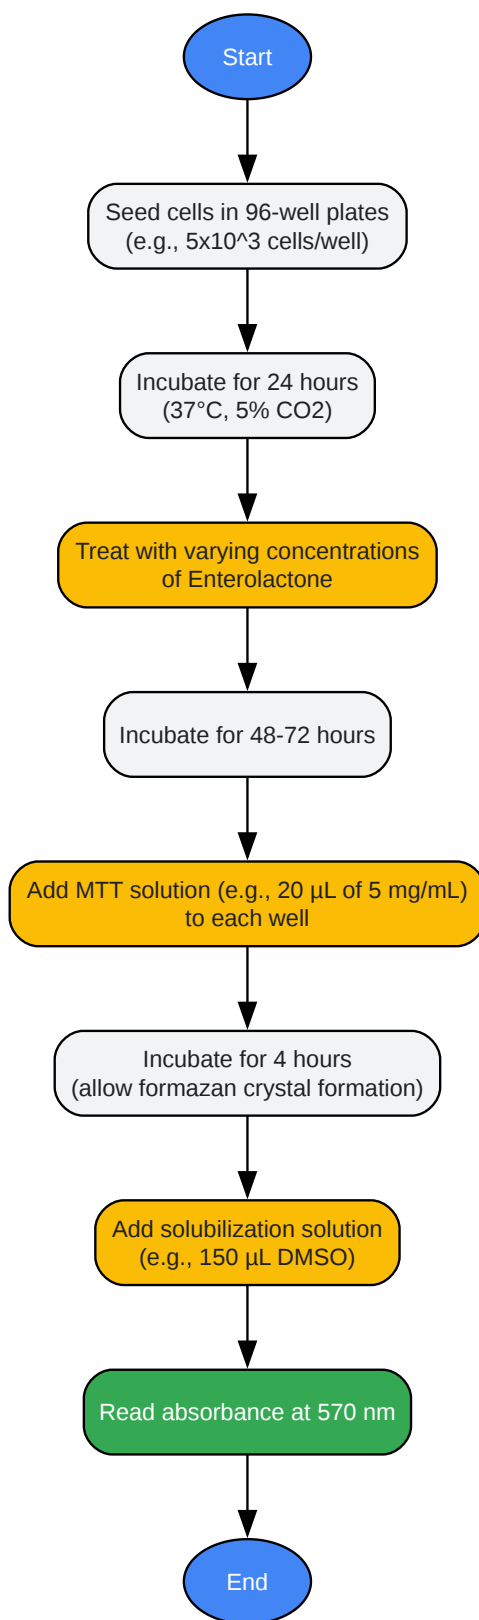 Start
Seed cells in 96-well plates
(e.g., 5x10^3 cells/well)
Incubate for 24 hours
(37°C, 5% CO2)
Treat with varying concentrations
of Enterolactone
Incubate for 48-72 hours
Add MTT solution (e.g., 20 µL of 5 mg/mL)
to each well
Incubate for 4 hours
(allow formazan crystal formation)
Add solubilization solution
(e.g., 150 µL DMSO)
Read absorbance at 570 nm
End